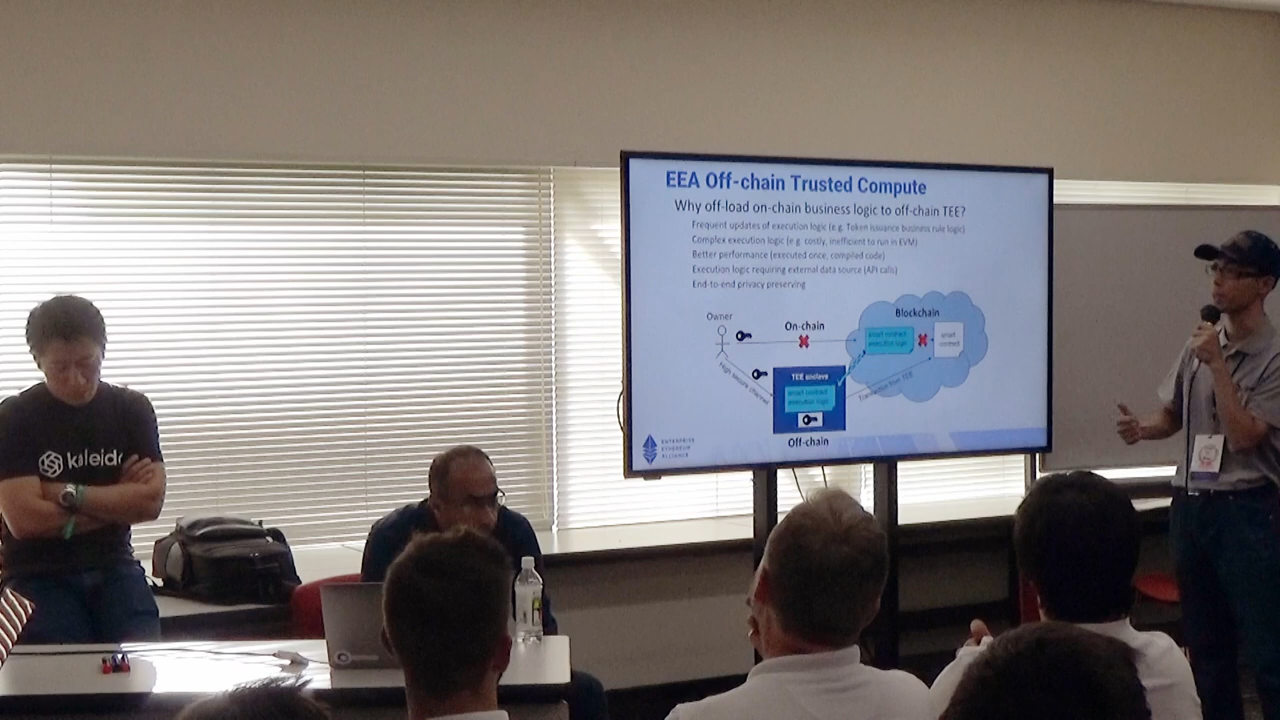 EEA Off-chain Trusted Compute
Why off-load on-chain business logic to off-chain TEE?
Frequent updates of execution logic (e.g. Token issuance business rule logic)
Complex execution logic (e.g. costly, inefficient to run in EVM)
Better performance (executed once, compiled code)
Execution logic requiring external data source (API calls)
End-to-end privacy preserving
Owner
On-chain
Blockchain
smart contract
execution logic
smart
contract
High secure channel
TEE enclave
smart contract
execution logic
Transaction from TEE
Off-chain
ENTERPRISE
ETHEREUM
ALLIANCE
kaleido